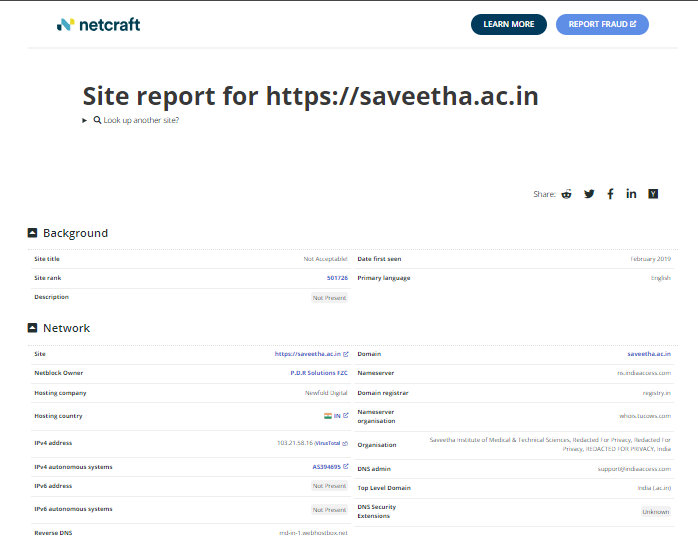 netcraft
LEARN MORE
REPORT FRAUD
Site report for https://saveetha.ac.in
Look up another site?
Share:
Background
Site title Not Acceptable! Date first seen February 2019
Site rank 501726 Primary language English
Description Not Present
Network
Site https://saveetha.ac.in Domain saveetha.ac.in
Netblock Owner P.D.R Solutions FZC Nameserver ns.indiaaccess.com
Hosting company Newfold Digital Domain registrar registry.in
Hosting country IN Nameserver organisation whois.tucows.com
IPv4 address 103.21.58.16 (VirusTotal) Organisation Saveetha Institute of Medical & Technical Sciences, Redacted For Privacy, Redacted For
Privacy, REDACTED FOR PRIVACY, India
IPv4 autonomous systems AS394695 DNS admin support@indiaaccess.com
IPv6 address Not Present Top Level Domain India (.ac.in)
IPv6 autonomous systems Not Present DNS Security Extensions Unknown
Reverse DNS md-in-1.webhostbox.net